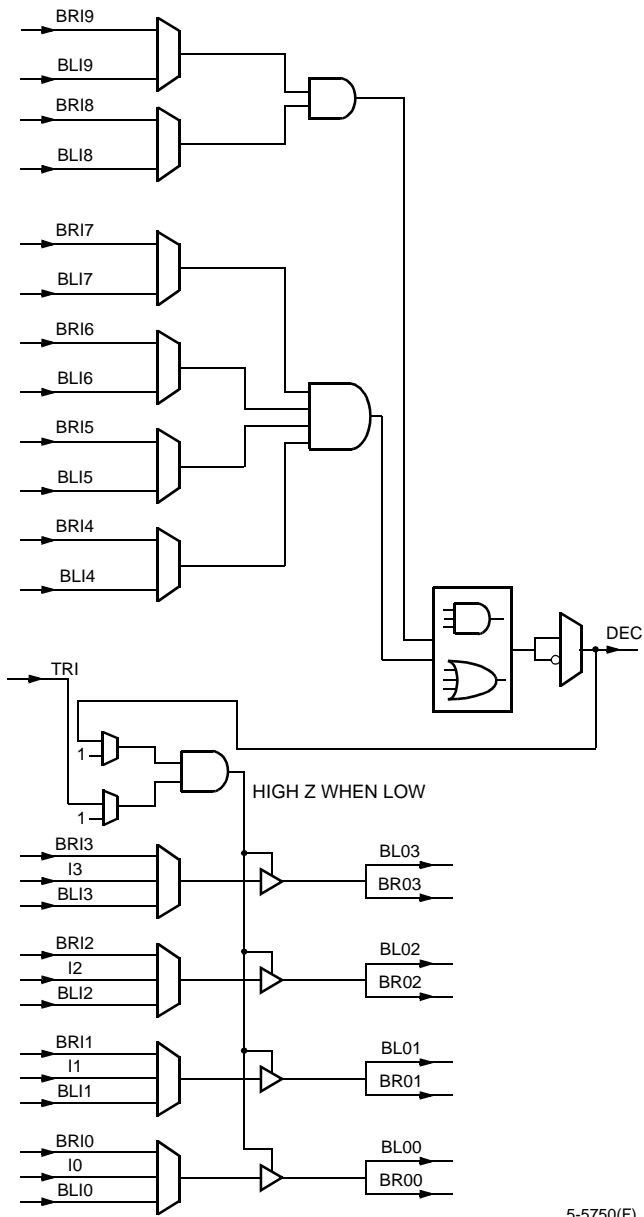 BRI9
BLI9
BRI8
BLI8
BRI7
BLI7
BRI6
BLI6
BRI5
BLI5
BRI4
BLI4
DEC
TRI
1
HIGH Z WHEN LOW
1
BRI3
I3
BLI3
BL03
BR03
BRI2
I2
BLI2
BL02
BR02
BRI1
I1
BLI1
BL01
BR01
BRI0
I0
BLI0
BL00
BR00
5-5750(F)